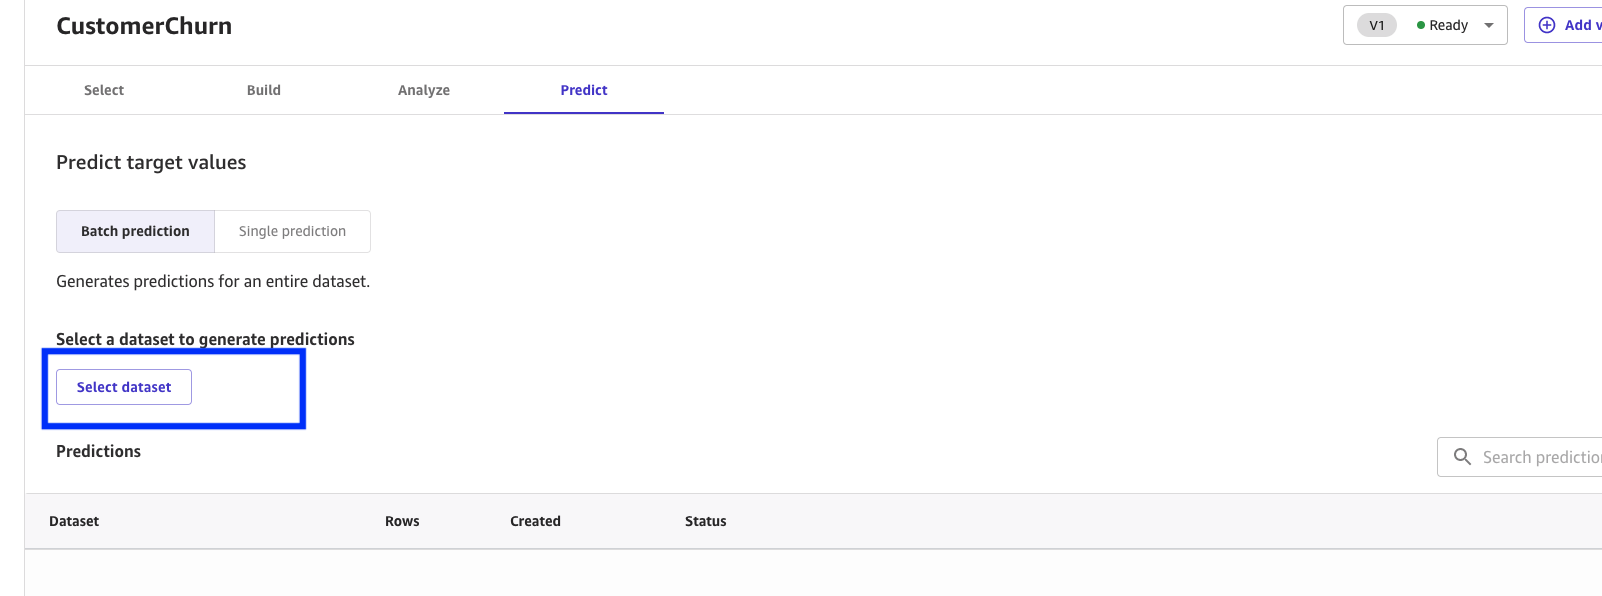 CustomerChurn
V1 Ready Add v
Select Build Analyze Predict
Predict target values
Batch prediction Single prediction
Generates predictions for an entire dataset.
Select a dataset to generate predictions
Select dataset
Predictions
Search prediction
Dataset Rows Created Status